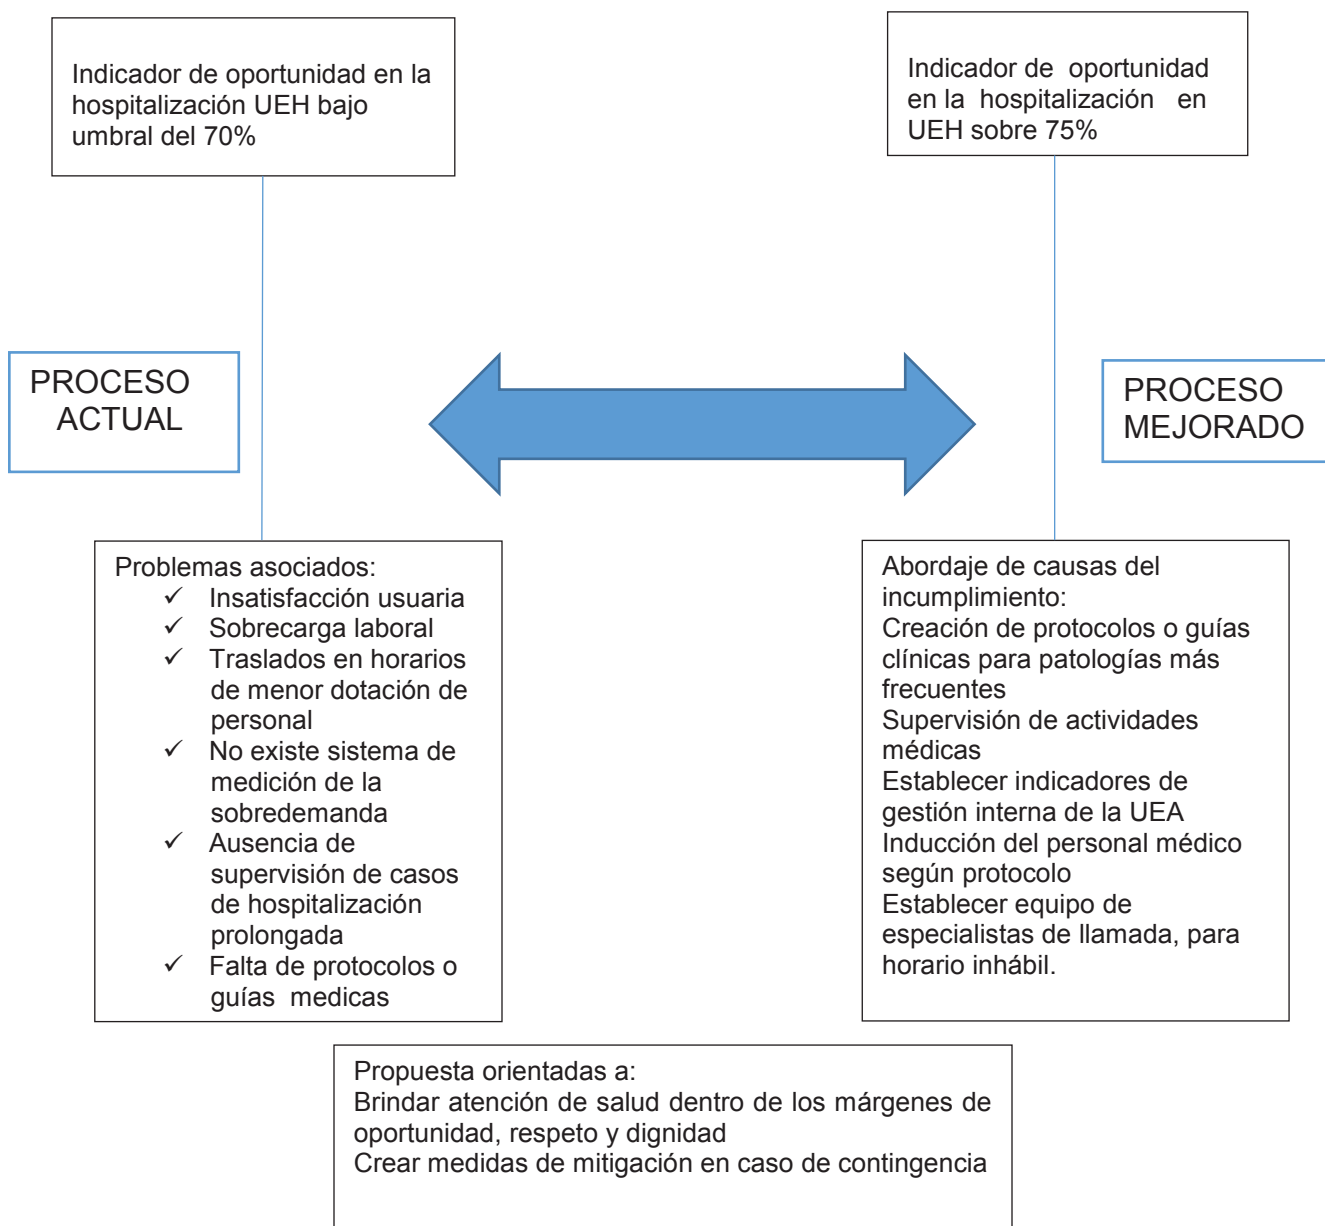 Indicador de oportunidad en la
hospitalización UEH bajo
umbral del 70%
Indicador de oportunidad
en la hospitalización en
UEH sobre 75%
PROCESO
ACTUAL
PROCESO
MEJORADO
Problemas asociados:
✓ Insatisfacción usuaria
✓ Sobrecarga laboral
✓ Traslados en horarios
de menor dotación de
personal
✓ No existe sistema de
medición de la
sobredemanda
✓ Ausencia de
supervisión de casos
de hospitalización
prolongada
✓ Falta de protocolos o
guías medicas
Abordaje de causas del
incumplimiento:
Creación de protocolos o guías
clínicas para patologías más
frecuentes
Supervisión de actividades
médicas
Establecer indicadores de
gestión interna de la UEA
Inducción del personal médico
según protocolo
Establecer equipo de
especialistas de llamada, para
horario inhábil.
Propuesta orientadas a:
Brindar atención de salud dentro de los márgenes de
oportunidad, respeto y dignidad
Crear medidas de mitigación en caso de contingencia